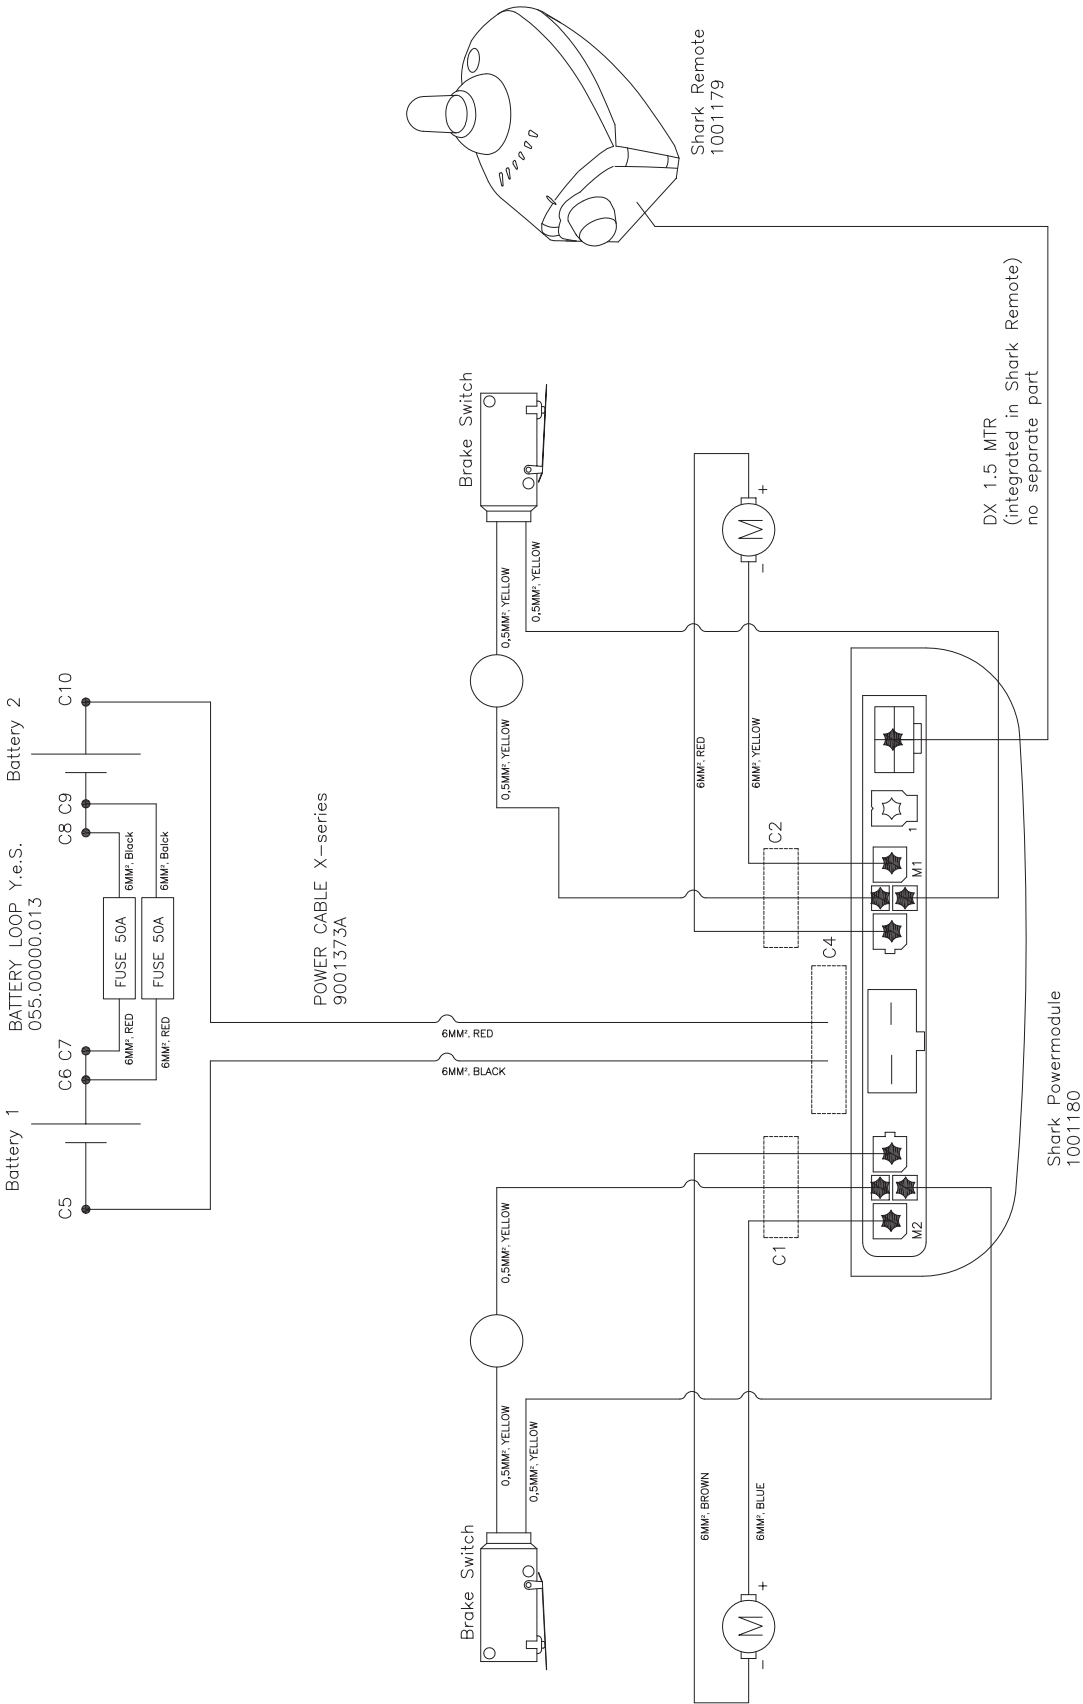 Battery 1
BATTERY LOOP Y.e.S.
055.00000.013
Battery 2
C5
C6 C7
C8 C9
C10
6MM², RED
FUSE 50A
6MM², Black
6MM², RED
FUSE 50A
6MM², Balck
POWER CABLE X-series
9001373A
6MM², BLACK
6MM², RED
Brake Switch
0,5MM², YELLOW
0,5MM², YELLOW
0,5MM², YELLOW
Brake Switch
0,5MM², YELLOW
0,5MM², YELLOW
0,5MM², YELLOW
Shark Remote
1001179
6MM², BROWN
6MM², BLUE
- M +
6MM², RED
6MM², YELLOW
- M +
C1
C4
C2
M2
M1
1
DX 1.5 MTR
(integrated in Shark Remote)
no separate part
Shark Powermodule
1001180